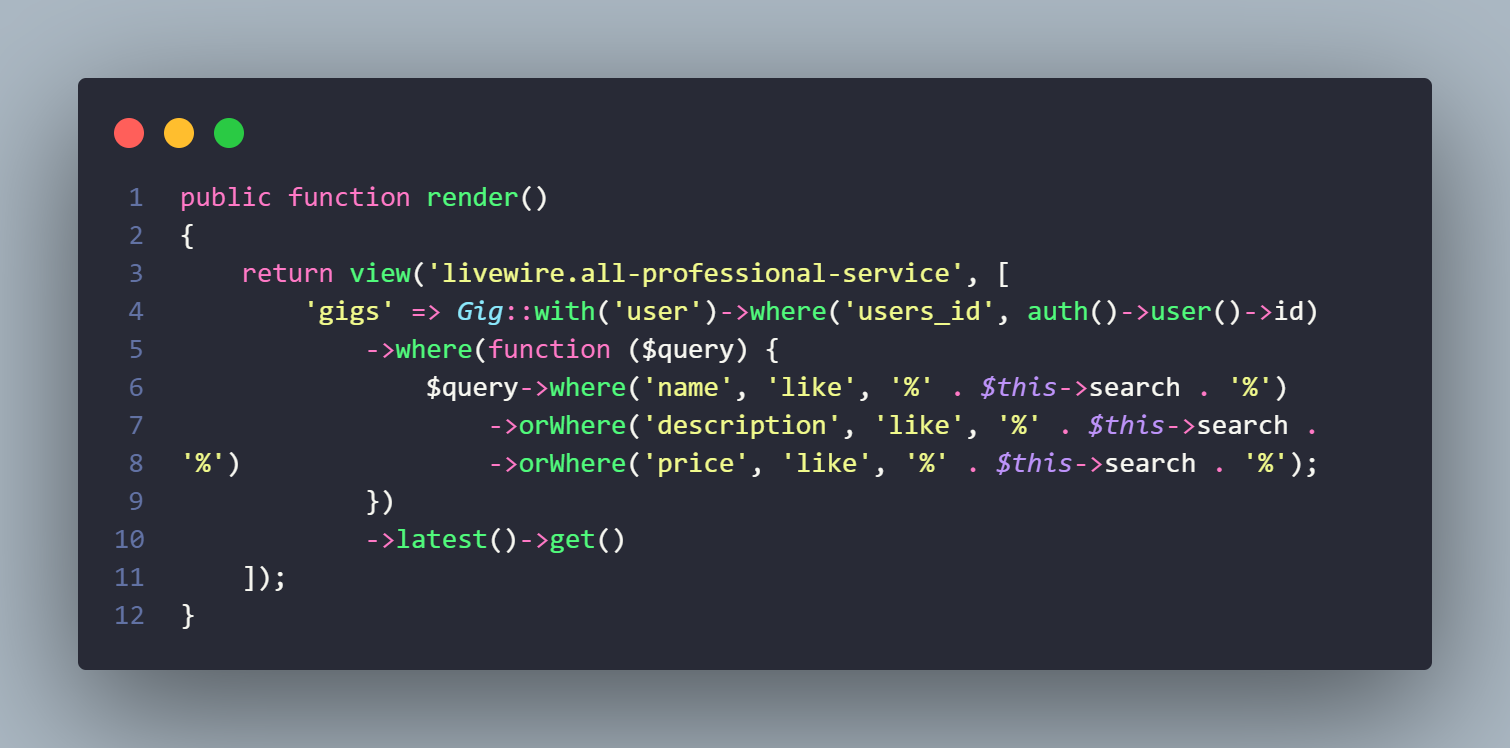 1 public function render()
2 {
3     return view('livewire.all-professional-service', [
4         'gigs' => Gig::with('user')->where('users_id', auth()->user()->id)
5             ->where(function ($query) {
6                 $query->where('name', 'like', '%' . $this->search . '%')
7                     ->orWhere('description', 'like', '%' . $this->search .
8 '%')                ->orWhere('price', 'like', '%' . $this->search . '%');
9             })
10             ->latest()->get()
11     ]);
12 }